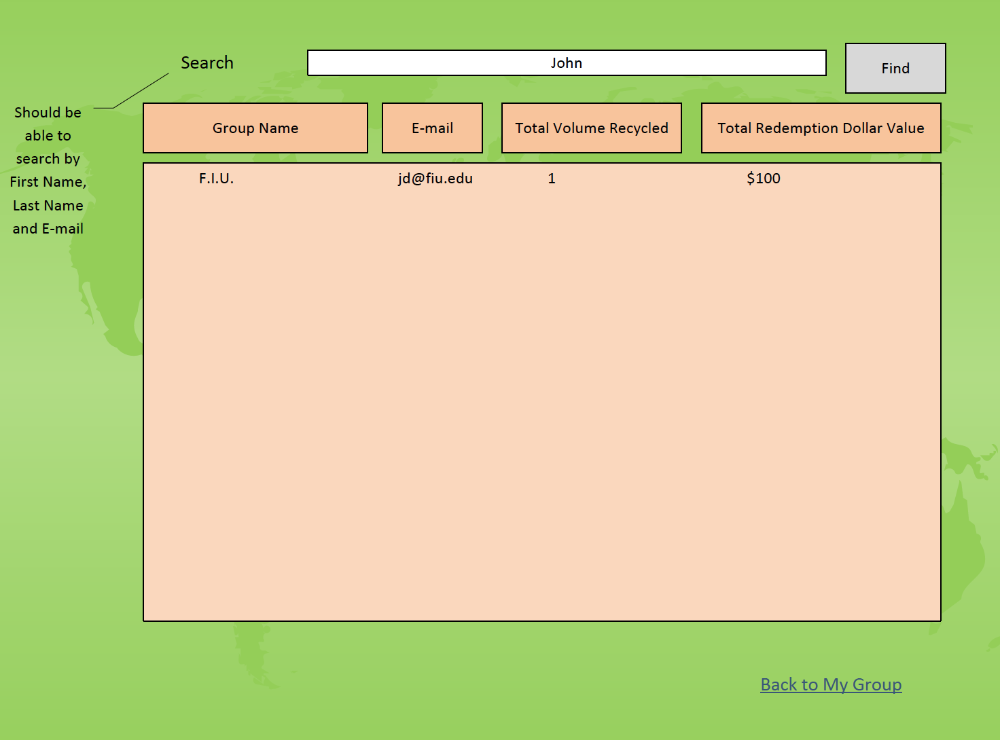 Search
John
Find
Should be
able to
search by
First Name,
Last Name
and E-mail
Group Name
E-mail
Total Volume Recycled
Total Redemption Dollar Value
F.I.U.
jd@fiu.edu
1
$100
Back to My Group